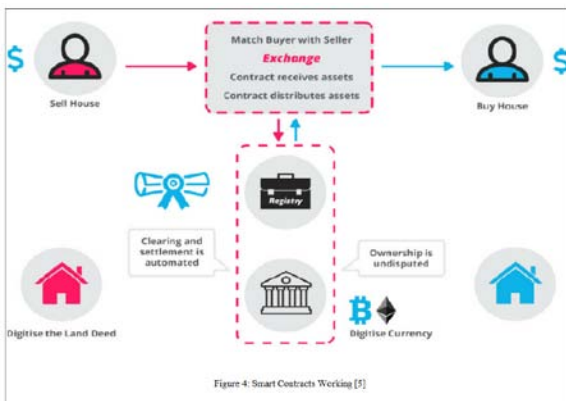 Match Buyer with Seller
Exchange
Contract receives assets
Contract distributes assets
$
$
Sell House
Buy House
Registry
Clearing and
settlement is
automated
Ownership is
undisputed
Digitise the Land Deed
Digitise Currency
Figure 4: Smart Contracts Working [5]